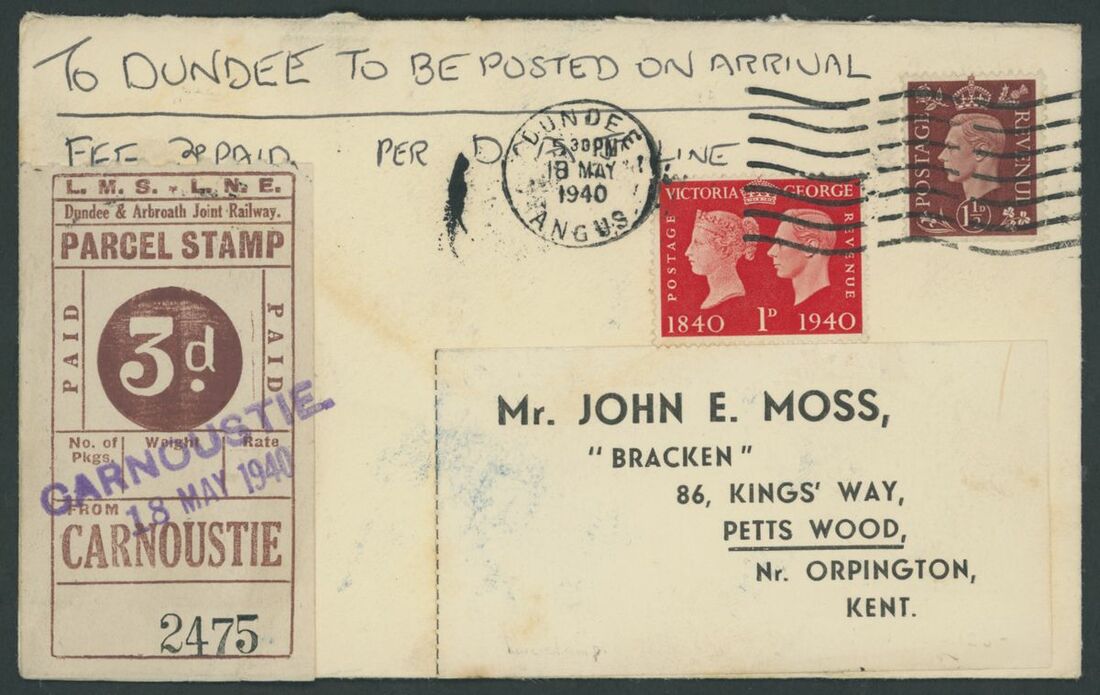 TO DUNDEE TO BE POSTED ON ARRIVAL
FEE PAID. PER LINE
DUNDEE
5.30PM
18 MAY
1940
ANGUS
POSTAGE
REVENUE
1½D
VICTORIA GEORGE
POSTAGE
REVENUE
1840 1D 1940
L. M. S. - L. N. E.
Dundee & Arbroath Joint Railway.
PARCEL STAMP
PAID
3d.
PAID
No. of Pkgs.
Weight
Rate
CARNOUSTIE.
18 MAY 1940
FROM
CARNOUSTIE
2475
Mr. JOHN E. MOSS,
"BRACKEN"
86, KINGS' WAY,
PETTS WOOD,
Nr. ORPINGTON,
KENT.